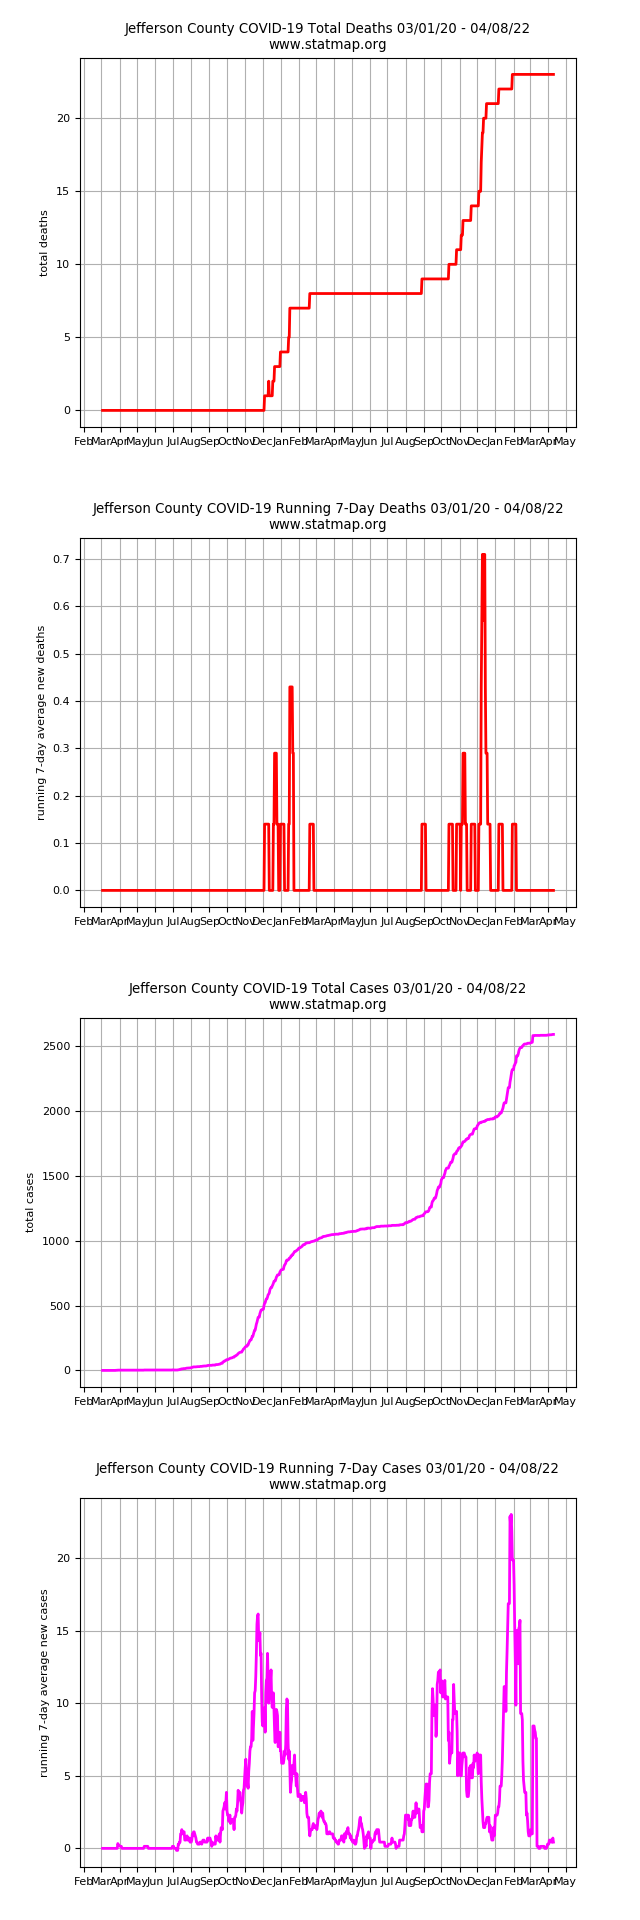 Jefferson County COVID-19 Total Deaths 03/01/20 - 04/08/22
www.statmap.org
total deaths
20
15
10
5
0
Feb Mar Apr May Jun Jul Aug Sep Oct Nov Dec Jan Feb Mar Apr May Jun Jul Aug Sep Oct Nov Dec Jan Feb Mar Apr May
Jefferson County COVID-19 Running 7-Day Deaths 03/01/20 - 04/08/22
www.statmap.org
running 7-day average new deaths
0.7
0.6
0.5
0.4
0.3
0.2
0.1
0.0
Feb Mar Apr May Jun Jul Aug Sep Oct Nov Dec Jan Feb Mar Apr May Jun Jul Aug Sep Oct Nov Dec Jan Feb Mar Apr May
Jefferson County COVID-19 Total Cases 03/01/20 - 04/08/22
www.statmap.org
total cases
2500
2000
1500
1000
500
0
Feb Mar Apr May Jun Jul Aug Sep Oct Nov Dec Jan Feb Mar Apr May Jun Jul Aug Sep Oct Nov Dec Jan Feb Mar Apr May
Jefferson County COVID-19 Running 7-Day Cases 03/01/20 - 04/08/22
www.statmap.org
running 7-day average new cases
20
15
10
5
0
Feb Mar Apr May Jun Jul Aug Sep Oct Nov Dec Jan Feb Mar Apr May Jun Jul Aug Sep Oct Nov Dec Jan Feb Mar Apr May